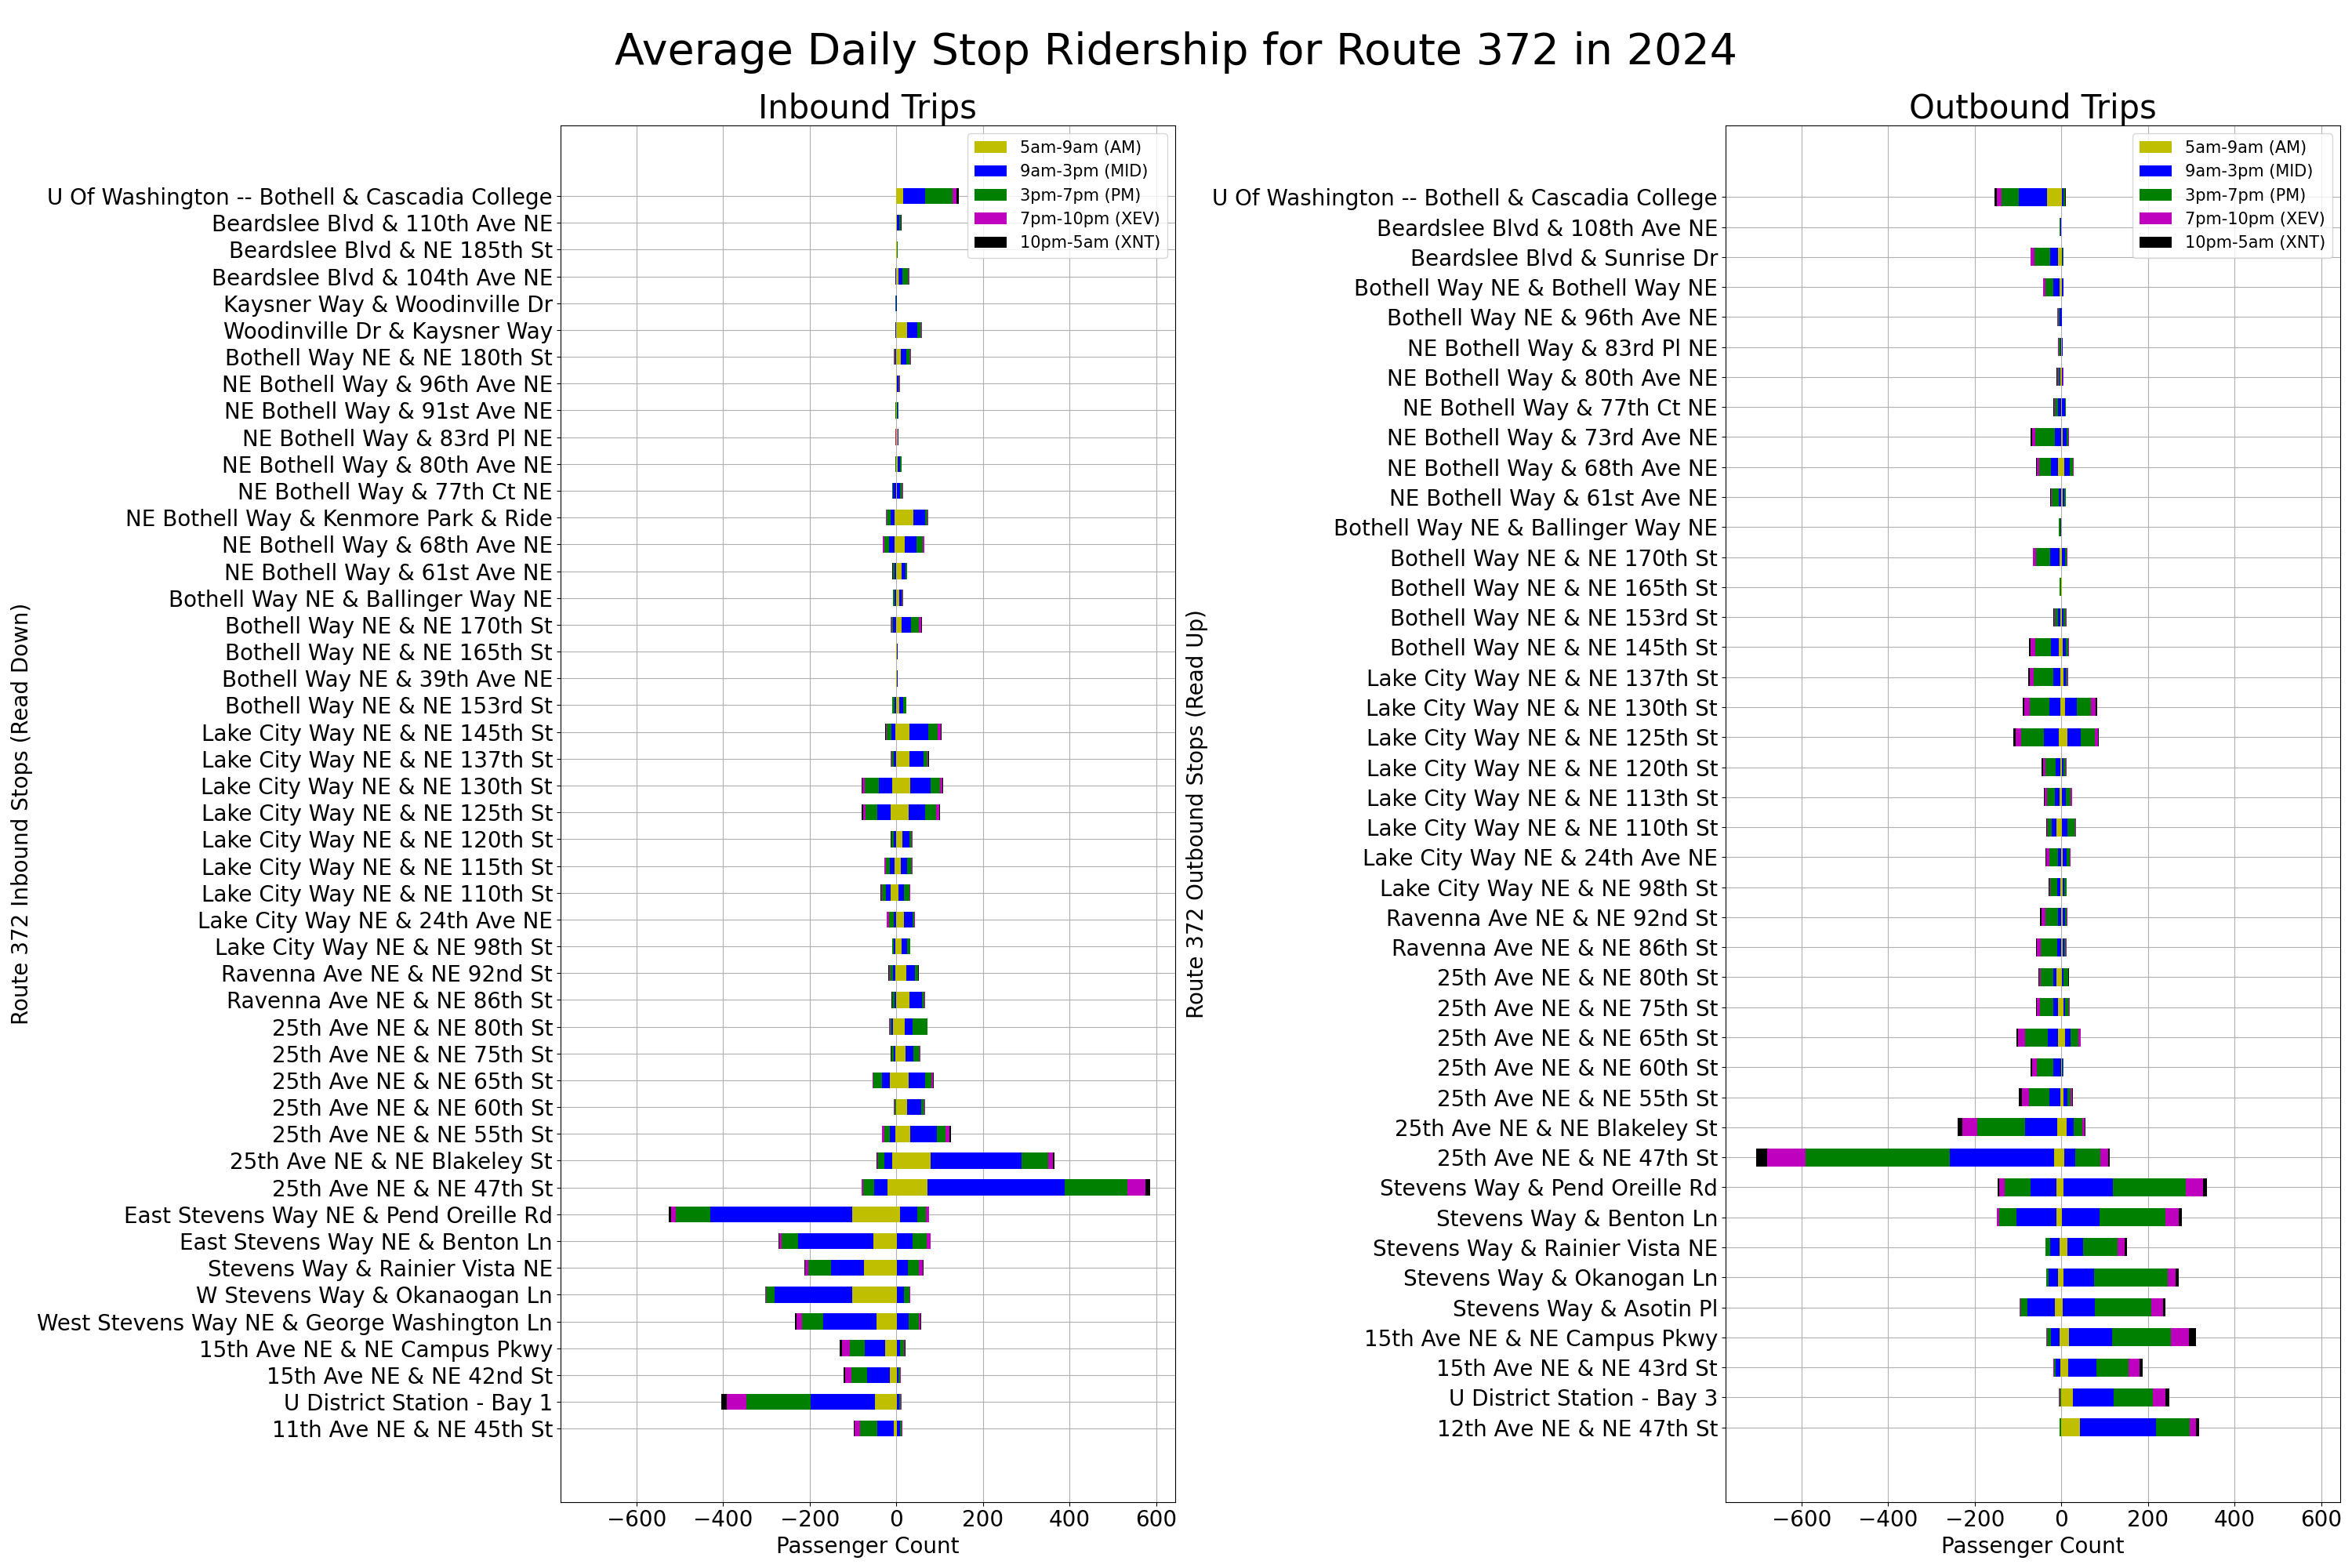 Average Daily Stop Ridership for Route 372 in 2024
Inbound Trips
Route 372 Inbound Stops (Read Down)
U Of Washington -- Bothell & Cascadia College
Beardslee Blvd & 110th Ave NE
Beardslee Blvd & NE 185th St
Beardslee Blvd & 104th Ave NE
Kaysner Way & Woodinville Dr
Woodinville Dr & Kaysner Way
Bothell Way NE & NE 180th St
NE Bothell Way & 96th Ave NE
NE Bothell Way & 91st Ave NE
NE Bothell Way & 83rd Pl NE
NE Bothell Way & 80th Ave NE
NE Bothell Way & 77th Ct NE
NE Bothell Way & Kenmore Park & Ride
NE Bothell Way & 68th Ave NE
NE Bothell Way & 61st Ave NE
Bothell Way NE & Ballinger Way NE
Bothell Way NE & NE 170th St
Bothell Way NE & NE 165th St
Bothell Way NE & 39th Ave NE
Bothell Way NE & NE 153rd St
Lake City Way NE & NE 145th St
Lake City Way NE & NE 137th St
Lake City Way NE & NE 130th St
Lake City Way NE & NE 125th St
Lake City Way NE & NE 120th St
Lake City Way NE & NE 115th St
Lake City Way NE & NE 110th St
Lake City Way NE & 24th Ave NE
Lake City Way NE & NE 98th St
Ravenna Ave NE & NE 92nd St
Ravenna Ave NE & NE 86th St
25th Ave NE & NE 80th St
25th Ave NE & NE 75th St
25th Ave NE & NE 65th St
25th Ave NE & NE 60th St
25th Ave NE & NE 55th St
25th Ave NE & NE Blakeley St
25th Ave NE & NE 47th St
East Stevens Way NE & Pend Oreille Rd
East Stevens Way NE & Benton Ln
Stevens Way & Rainier Vista NE
W Stevens Way & Okanaogan Ln
West Stevens Way NE & George Washington Ln
15th Ave NE & NE Campus Pkwy
15th Ave NE & NE 42nd St
U District Station - Bay 1
11th Ave NE & NE 45th St
5am-9am (AM)
9am-3pm (MID)
3pm-7pm (PM)
7pm-10pm (XEV)
10pm-5am (XNT)
−600 −400 −200 0 200 400 600
Passenger Count
Outbound Trips
Route 372 Outbound Stops (Read Up)
U Of Washington -- Bothell & Cascadia College
Beardslee Blvd & 108th Ave NE
Beardslee Blvd & Sunrise Dr
Bothell Way NE & Bothell Way NE
Bothell Way NE & 96th Ave NE
NE Bothell Way & 83rd Pl NE
NE Bothell Way & 80th Ave NE
NE Bothell Way & 77th Ct NE
NE Bothell Way & 73rd Ave NE
NE Bothell Way & 68th Ave NE
NE Bothell Way & 61st Ave NE
Bothell Way NE & Ballinger Way NE
Bothell Way NE & NE 170th St
Bothell Way NE & NE 165th St
Bothell Way NE & NE 153rd St
Bothell Way NE & NE 145th St
Lake City Way NE & NE 137th St
Lake City Way NE & NE 130th St
Lake City Way NE & NE 125th St
Lake City Way NE & NE 120th St
Lake City Way NE & NE 113th St
Lake City Way NE & NE 110th St
Lake City Way NE & 24th Ave NE
Lake City Way NE & NE 98th St
Ravenna Ave NE & NE 92nd St
Ravenna Ave NE & NE 86th St
25th Ave NE & NE 80th St
25th Ave NE & NE 75th St
25th Ave NE & NE 65th St
25th Ave NE & NE 60th St
25th Ave NE & NE 55th St
25th Ave NE & NE Blakeley St
25th Ave NE & NE 47th St
Stevens Way & Pend Oreille Rd
Stevens Way & Benton Ln
Stevens Way & Rainier Vista NE
Stevens Way & Okanogan Ln
Stevens Way & Asotin Pl
15th Ave NE & NE Campus Pkwy
15th Ave NE & NE 43rd St
U District Station - Bay 3
12th Ave NE & NE 47th St
5am-9am (AM)
9am-3pm (MID)
3pm-7pm (PM)
7pm-10pm (XEV)
10pm-5am (XNT)
−600 −400 −200 0 200 400 600
Passenger Count